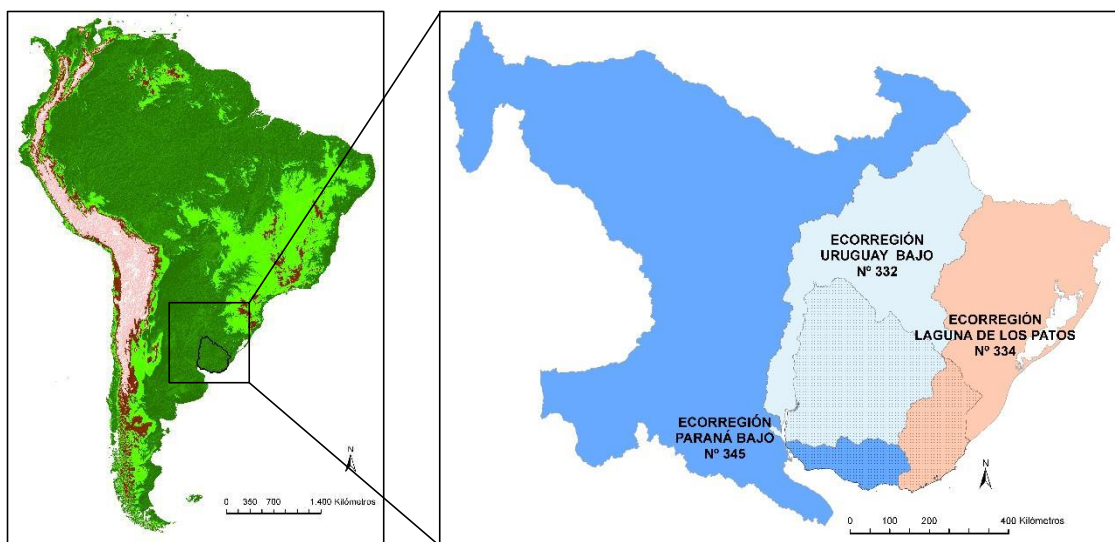 N
0 350 700 1.400 Kilómetros
ECORREGIÓN
URUGUAY BAJO
Nº 332
ECORREGIÓN
LAGUNA DE LOS PATOS
Nº 334
ECORREGIÓN
PARANÁ BAJO
Nº 345
N
0 100 200 400 Kilómetros